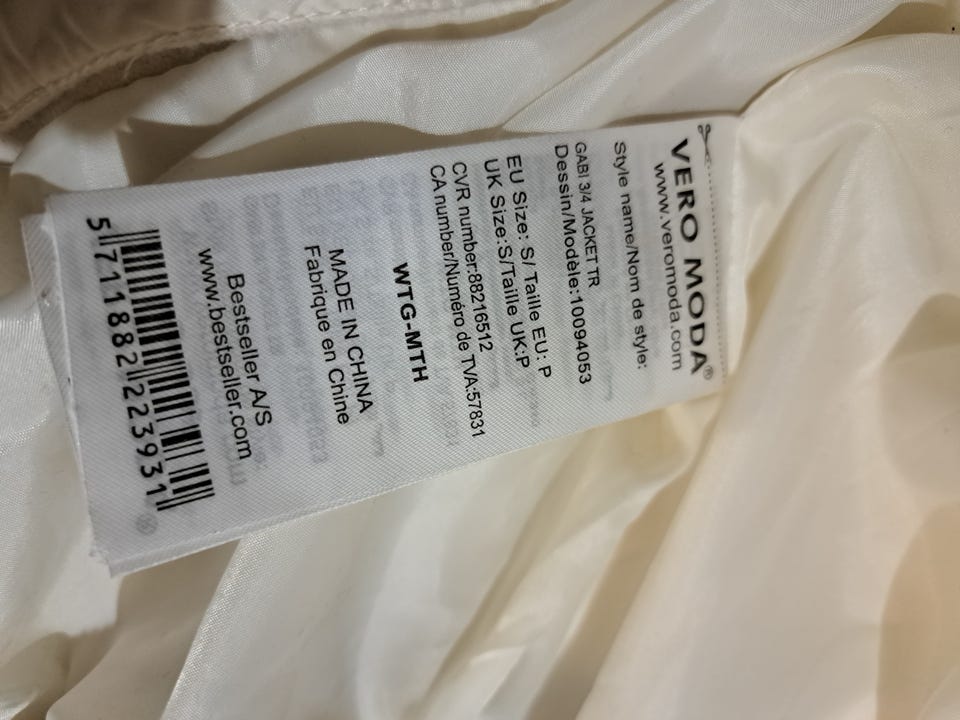 VERO MODA®
www.veromoda.com
Style name/Nom de style:
GABI 3/4 JACKET TR
Dessin/Modèle:10094053
EU Size: S/ Taille EU: P
UK Size:S/Taille UK:P
CVR number:88216512
CA number/Numéro de TVA:57831
WTG-MTH
MADE IN CHINA
Fabrique en Chine
Bestseller A/S
www.bestseller.com
5711882223931